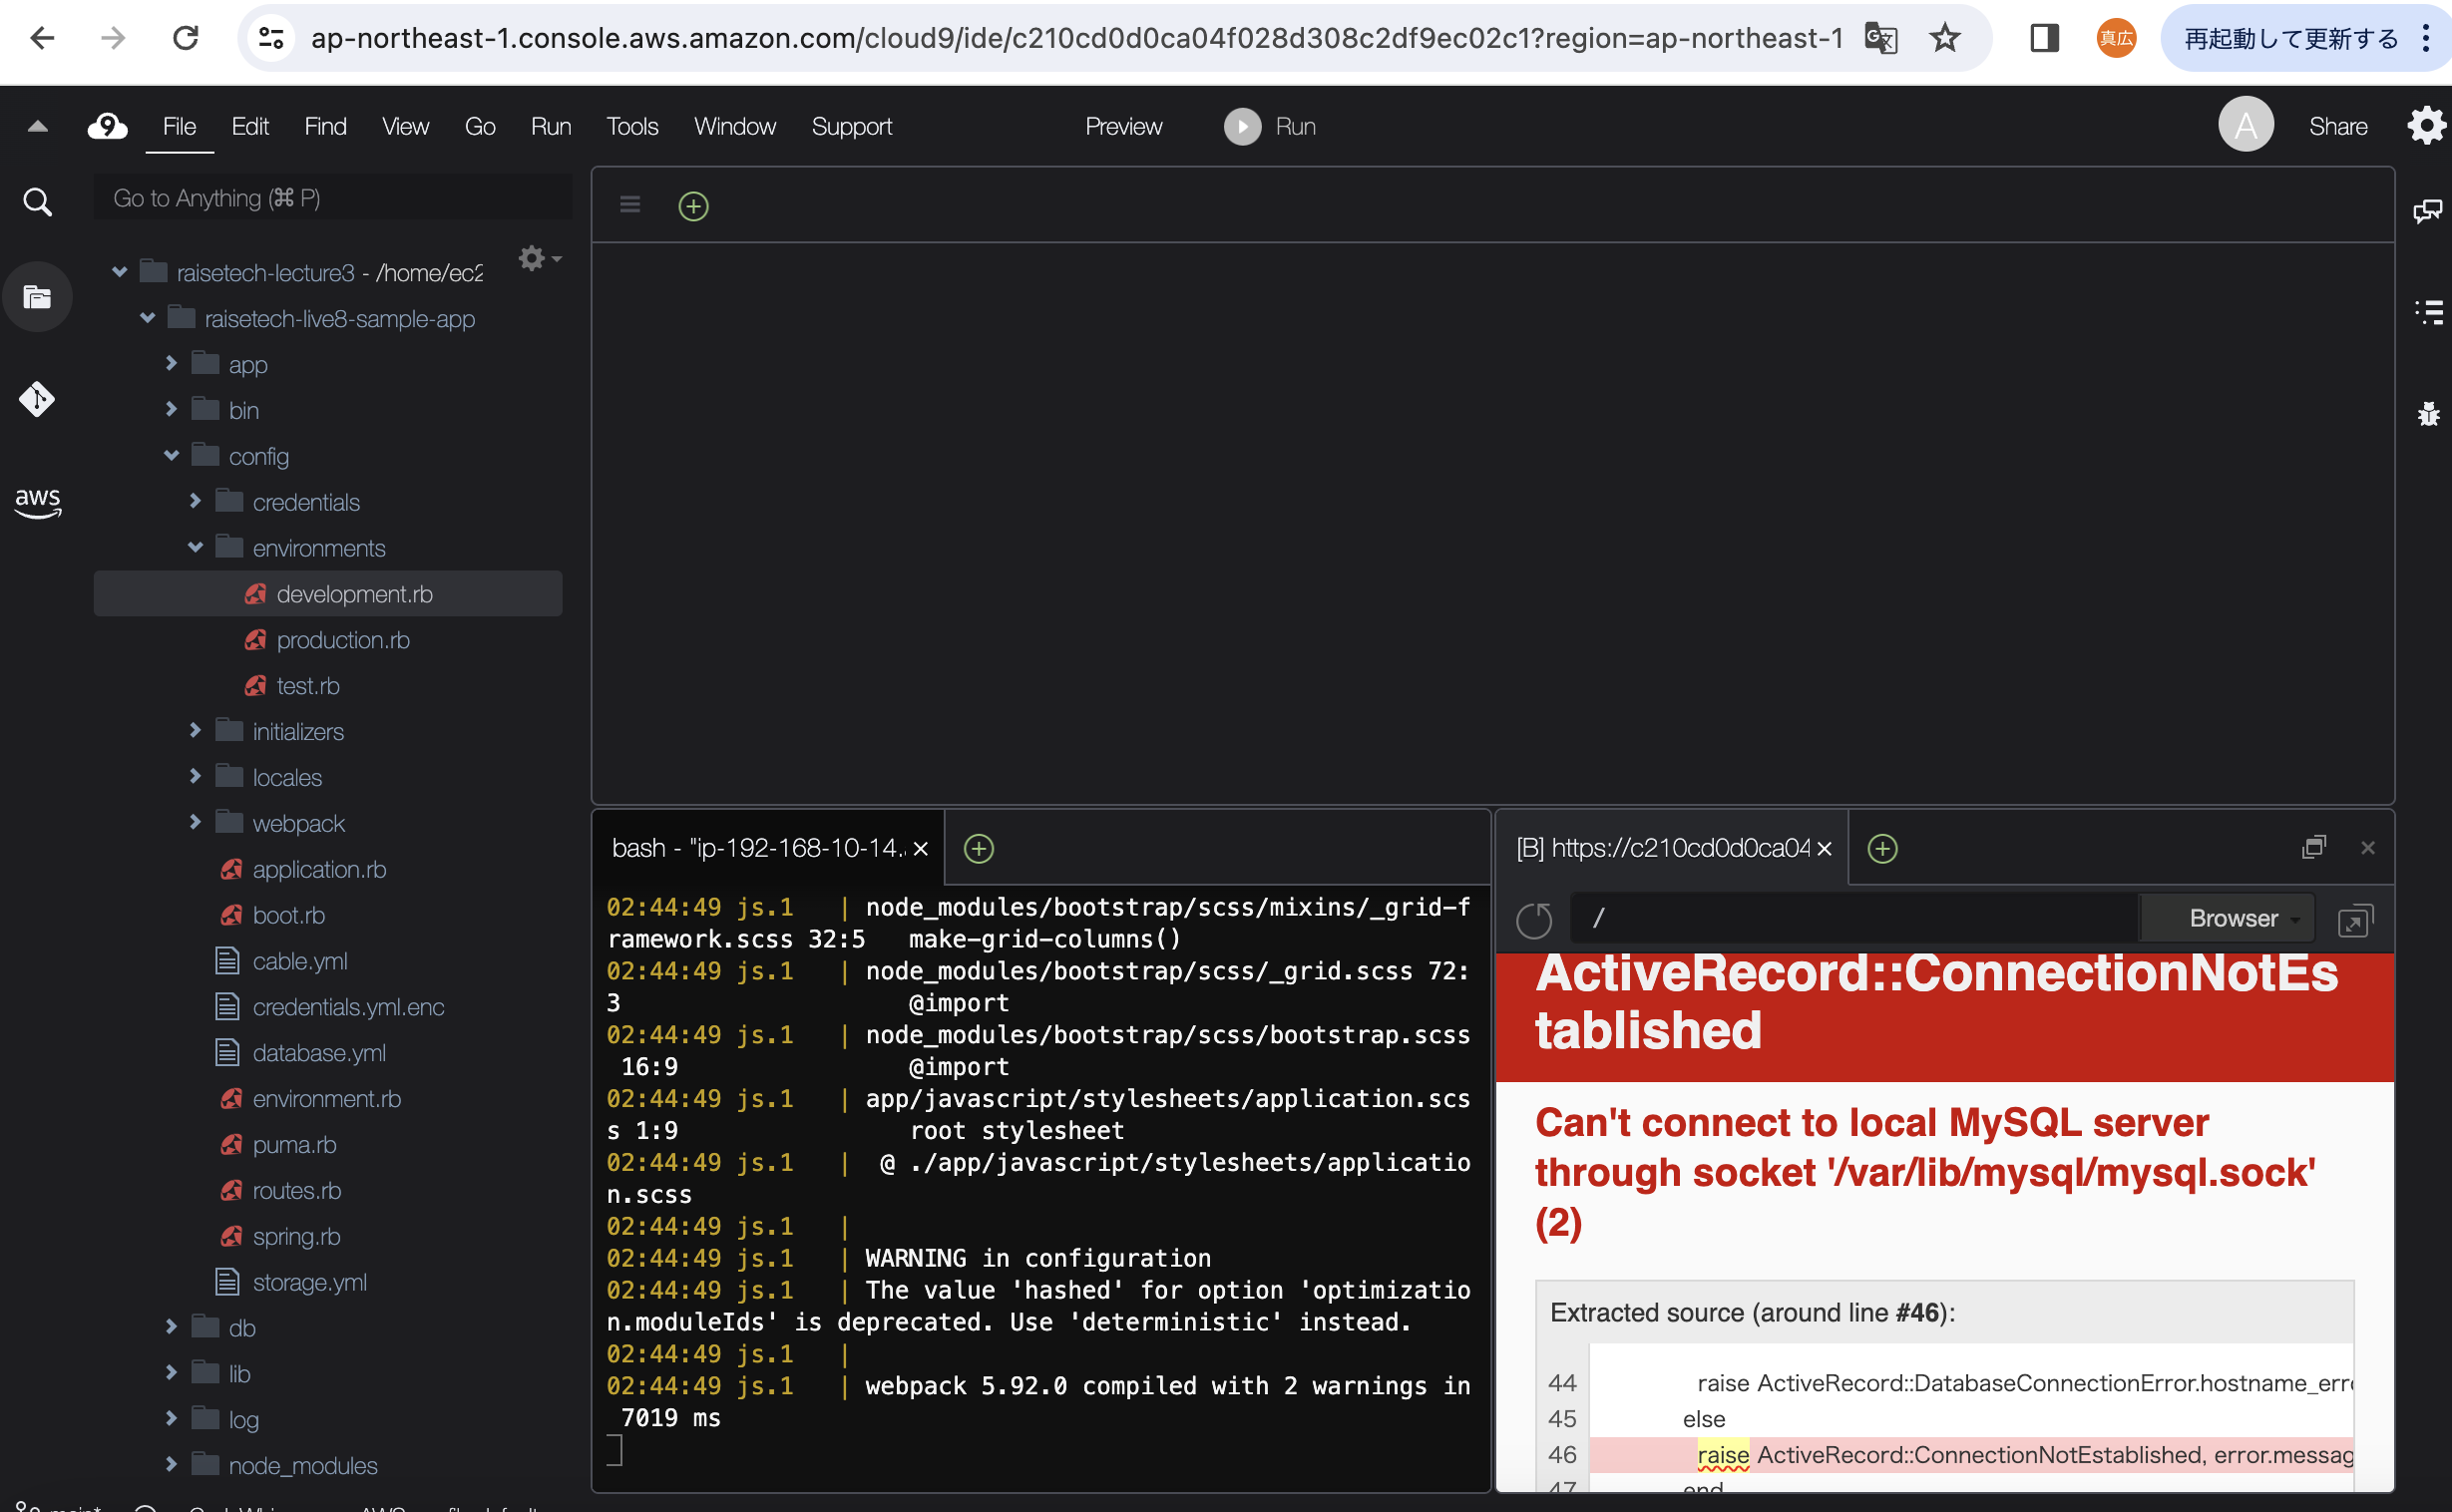 ap-northeast-1.console.aws.amazon.com/cloud9/ide/c210cd0d0ca04f028d308c2df9ec02c1?region=ap-northeast-1
真広
再起動して更新する
9 File Edit Find View Go Run Tools Window Support Preview Run A Share
Go to Anything (⌘ P)
raisetech-lecture3 - /home/ec2
raisetech-live8-sample-app
app
bin
config
aws
credentials
environments
development.rb
production.rb
test.rb
initializers
locales
webpack
application.rb
boot.rb
cable.yml
credentials.yml.enc
database.yml
environment.rb
puma.rb
routes.rb
spring.rb
storage.yml
db
lib
log
node_modules
bash - "ip-192-168-10-14.
02:44:49 js.1   | node_modules/bootstrap/scss/mixins/_grid-f
ramework.scss 32:5   make-grid-columns()
02:44:49 js.1   | node_modules/bootstrap/scss/_grid.scss 72:
3                    @import
02:44:49 js.1   | node_modules/bootstrap/scss/bootstrap.scss
 16:9                @import
02:44:49 js.1   | app/javascript/stylesheets/application.scs
s 1:9                root stylesheet
02:44:49 js.1   |  @ ./app/javascript/stylesheets/applicatio
n.scss
02:44:49 js.1   |
02:44:49 js.1   | WARNING in configuration
02:44:49 js.1   | The value 'hashed' for option 'optimizatio
n.moduleIds' is deprecated. Use 'deterministic' instead.
02:44:49 js.1   |
02:44:49 js.1   | webpack 5.92.0 compiled with 2 warnings in
 7019 ms
[B] https://c210cd0d0ca04
/ Browser
ActiveRecord::ConnectionNotEs
tablished
Can't connect to local MySQL server
through socket '/var/lib/mysql/mysql.sock'
(2)
Extracted source (around line #46):
44 raise ActiveRecord::DatabaseConnectionError.hostname_erro
45 else
46 raise ActiveRecord::ConnectionNotEstablished, error.messag
47 end